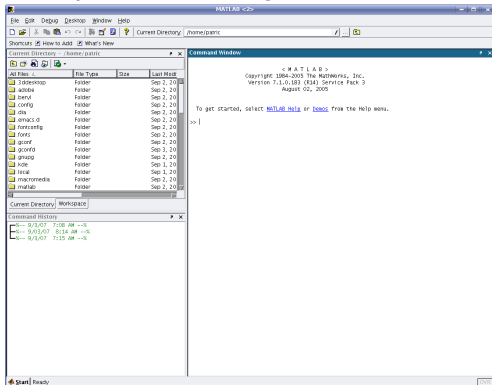 MATLAB <2>
File Edit Debug Desktop Window Help
Current Directory: /home/patric
Shortcuts How to Add What's New
Current Directory - /home/patric
All Files File Type Size Last Modi
.3ddesktop Folder Sep 2, 20
.adobe Folder Sep 2, 20
.beryl Folder Sep 2, 20
.config Folder Sep 2, 20
.dia Folder Sep 2, 20
.emacs.d Folder Sep 2, 20
.fontconfig Folder Sep 2, 20
.fonts Folder Sep 2, 20
.gconf Folder Sep 2, 20
.gconfd Folder Sep 3, 20
.gnupg Folder Sep 2, 20
.kde Folder Sep 1, 20
.local Folder Sep 1, 20
.macromedia Folder Sep 2, 20
.matlab Folder Sep 2, 20
Current Directory Workspace
Command History
%-- 9/3/07 7:06 AM --%
%-- 9/03/07 8:14 AM --%
%-- 9/3/07 7:15 AM --%
Command Window
< M A T L A B >
Copyright 1984-2005 The MathWorks, Inc.
Version 7.1.0.183 (R14) Service Pack 3
August 02, 2005
To get started, select MATLAB Help or Demos from the Help menu.
>>
Start Ready
OVR